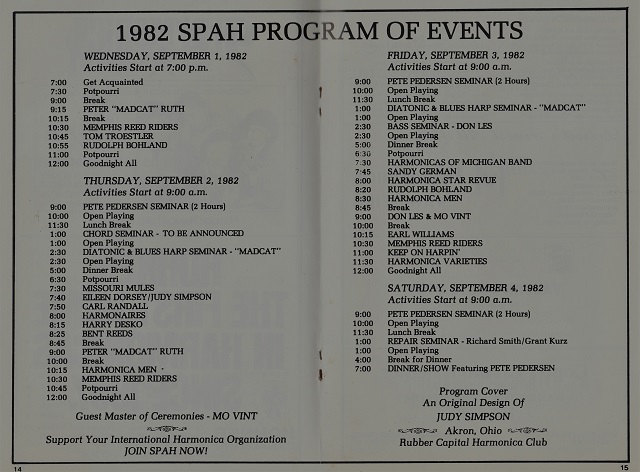 1982 SPAH PROGRAM OF EVENTS
WEDNESDAY, SEPTEMBER 1, 1982
Activities Start at 7:00 p.m.
7:00 Get Acquainted
7:30 Potpourri
9:00 Break
9:15 PETER "MADCAT" RUTH
10:15 Break
10:30 MEMPHIS REED RIDERS
10:45 TOM TROESTLER
10:55 RUDOLPH BOHLAND
11:00 Potpourri
12:00 Goodnight All
THURSDAY, SEPTEMBER 2, 1982
Activities Start at 9:00 a.m.
9:00 PETE PEDERSEN SEMINAR (2 Hours)
10:00 Open Playing
11:30 Lunch Break
1:00 CHORD SEMINAR - TO BE ANNOUNCED
1:00 Open Playing
2:30 DIATONIC & BLUES HARP SEMINAR - "MADCAT"
2:30 Open Playing
5:00 Dinner Break
6:30 Potpourri
7:30 MISSOURI MULES
7:40 EILEEN DORSEY/JUDY SIMPSON
7:50 CARL RANDALL
8:00 HARMONAIRES
8:15 HARRY DESKO
8:25 BENT REEDS
8:45 Break
9:00 PETER "MADCAT" RUTH
10:00 Break
10:15 HARMONICA MEN
10:30 MEMPHIS REED RIDERS
10:45 Potpourri
12:00 Goodnight All
Guest Master of Ceremonies - MO VINT
Support Your International Harmonica Organization
JOIN SPAH NOW!
14
FRIDAY, SEPTEMBER 3, 1982
Activities Start at 9:00 a.m.
9:00 PETE PEDERSEN SEMINAR (2 Hours)
10:00 Open Playing
11:30 Lunch Break
1:00 DIATONIC & BLUES HARP SEMINAR - "MADCAT"
1:00 Open Playing
2:30 BASS SEMINAR - DON LES
2:30 Open Playing
5:00 Dinner Break
6:30 Potpourri
7:30 HARMONICAS OF MICHIGAN BAND
7:45 SANDY GERMAN
8:00 HARMONICA STAR REVUE
8:20 RUDOLPH BOHLAND
8:30 HARMONICA MEN
8:45 Break
9:00 DON LES & MO VINT
10:00 Break
10:15 EARL WILLIAMS
10:30 MEMPHIS REED RIDERS
11:00 KEEP ON HARPIN'
11:30 HARMONICA VARIETIES
12:00 Goodnight All
SATURDAY, SEPTEMBER 4, 1982
Activities Start at 9:00 a.m.
9:00 PETE PEDERSEN SEMINAR (2 Hours)
10:00 Open Playing
11:30 Lunch Break
1:00 REPAIR SEMINAR - Richard Smith/Grant Kurz
1:00 Open Playing
4:00 Break for Dinner
7:00 DINNER/SHOW Featuring PETE PEDERSEN
Program Cover
An Original Design Of
JUDY SIMPSON
Akron, Ohio
Rubber Capital Harmonica Club
15